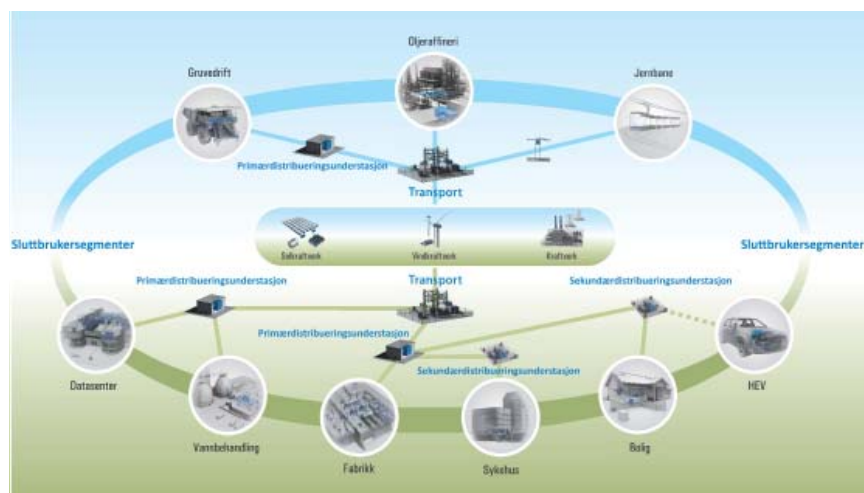 Oljeraffineri
Gruvedrift
Jernbane
Primærdistribueringsunderstasjon
Transport
Sluttbrukersegmenter
Sluttbrukersegmenter
Solkraftverk
Vindkraftverk
Kraftverk
Primærdistribueringsunderstasjon
Transport
Sekundærdistribueringsunderstasjon
Primærdistribueringsunderstasjon
Sekundærdistribueringsunderstasjon
Datasenter
HEV
Vannbehandling
Bolig
Fabrikk
Sykehus